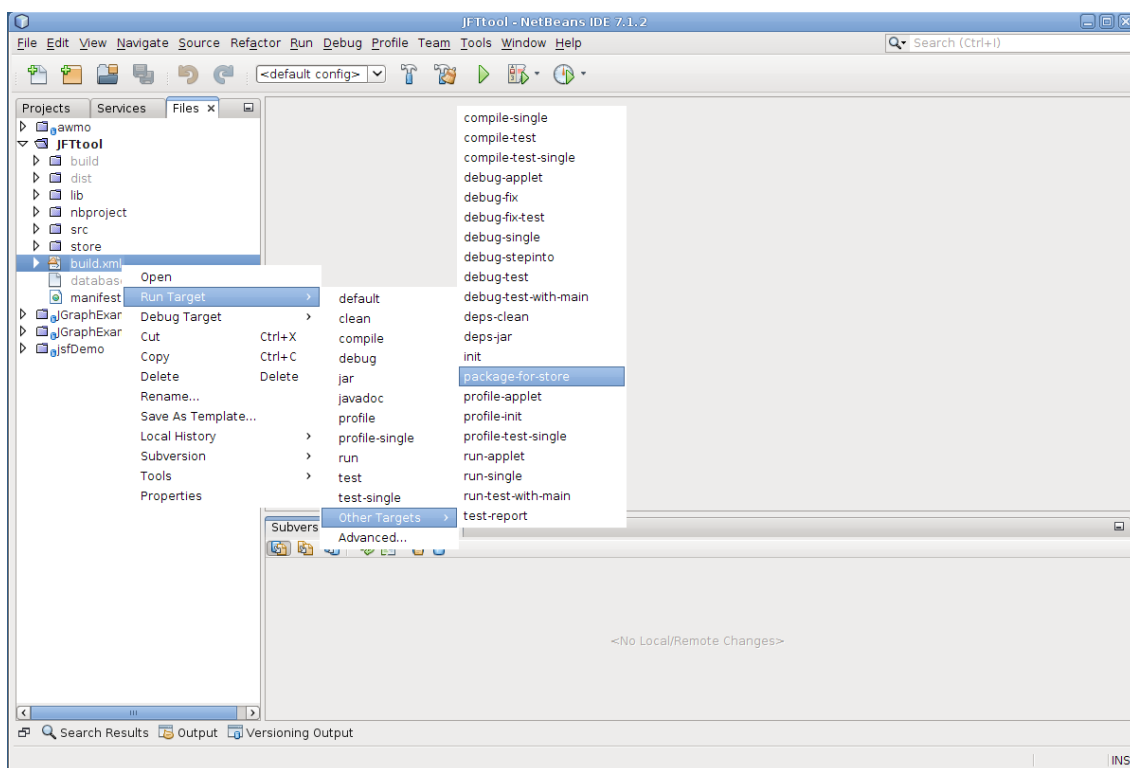 JFTtool - NetBeans IDE 7.1.2
File Edit View Navigate Source Refactor Run Debug Profile Team Tools Window Help
Search (Ctrl+I)
<default config>
Projects Services Files
awmo
JFTtool
build
dist
lib
nbproject
src
store
build.xml
databas
manifest
JGraphExar
JGraphExar
jsfDemo
Open
Run Target
Debug Target
Cut Ctrl+X
Copy Ctrl+C
Delete Delete
Rename...
Save As Template...
Local History
Subversion
Tools
Properties
default
clean
compile
debug
jar
javadoc
profile
profile-single
run
test
test-single
Other Targets
Advanced...
compile-single
compile-test
compile-test-single
debug-applet
debug-fix
debug-fix-test
debug-single
debug-stepinto
debug-test
debug-test-with-main
deps-clean
deps-jar
init
package-for-store
profile-applet
profile-init
profile-test-single
run-applet
run-single
run-test-with-main
test-report
Subvers
<No Local/Remote Changes>
Search Results Output Versioning Output
INS